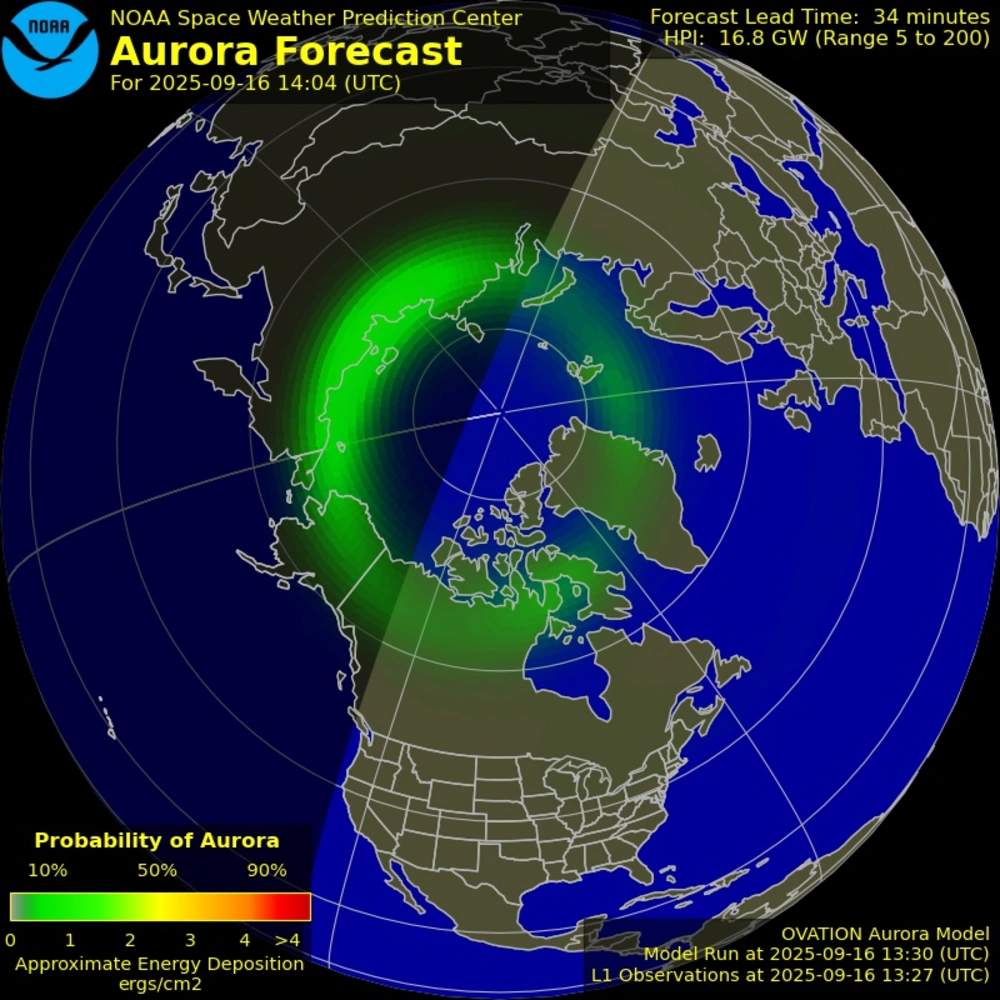 NOAA
NOAA Space Weather Prediction Center
Aurora Forecast
For 2025-09-16 14:04 (UTC)
Forecast Lead Time: 34 minutes
HPI: 16.8 GW (Range 5 to 200)
Probability of Aurora
10% 50% 90%
0 1 2 3 4 >4
Approximate Energy Deposition
ergs/cm2
OVATION Aurora Model
Model Run at 2025-09-16 13:30 (UTC)
L1 Observations at 2025-09-16 13:27 (UTC)